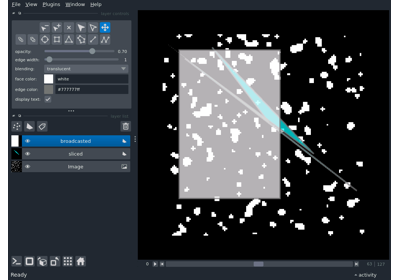 File View Plugins Window Help
opacity: 0.70
edge width: 1
blending: translucent
face color: white
edge color: #777777ff
display text: ✓
broadcasted
sliced
Image
Ready
activity